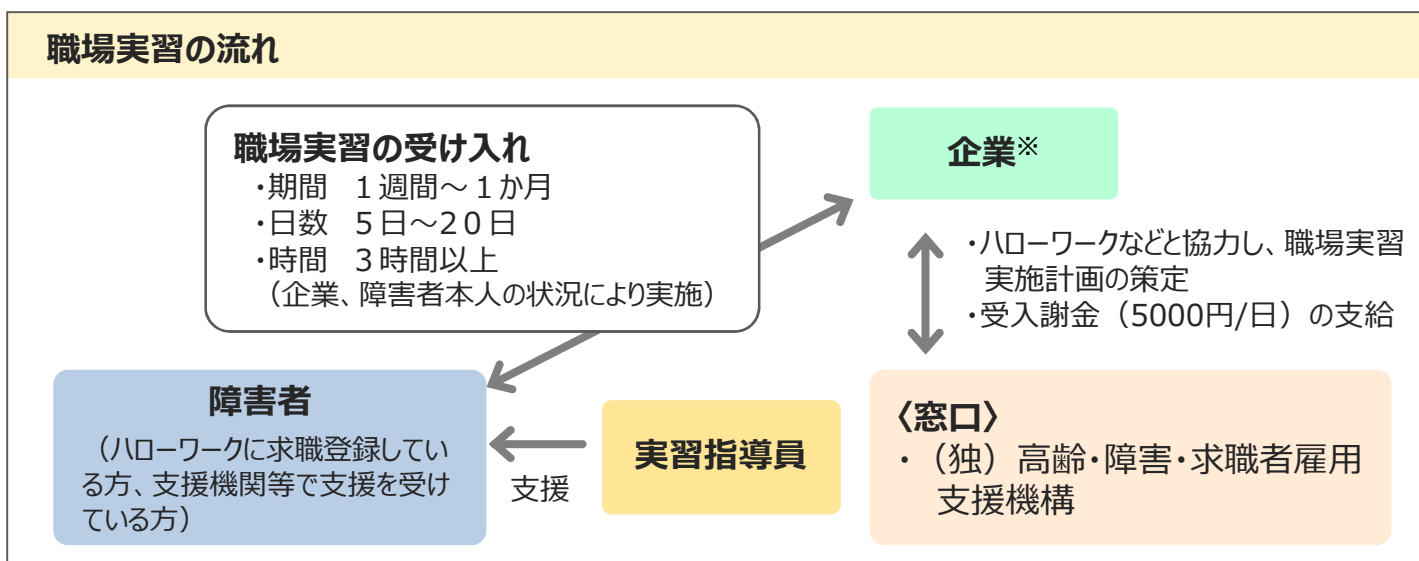 職場実習の流れ
職場実習の受け入れ
・期間　１週間～１か月
・日数　５日～２０日
・時間　３時間以上
（企業、障害者本人の状況により実施）
企業※
・ハローワークなどと協力し、職場実習
実施計画の策定
・受入謝金（5000円/日）の支給
障害者
（ハローワークに求職登録してい
る方、支援機関等で支援を受け
ている方）
支援
実習指導員
〈窓口〉
・（独）高齢・障害・求職者雇用
支援機構